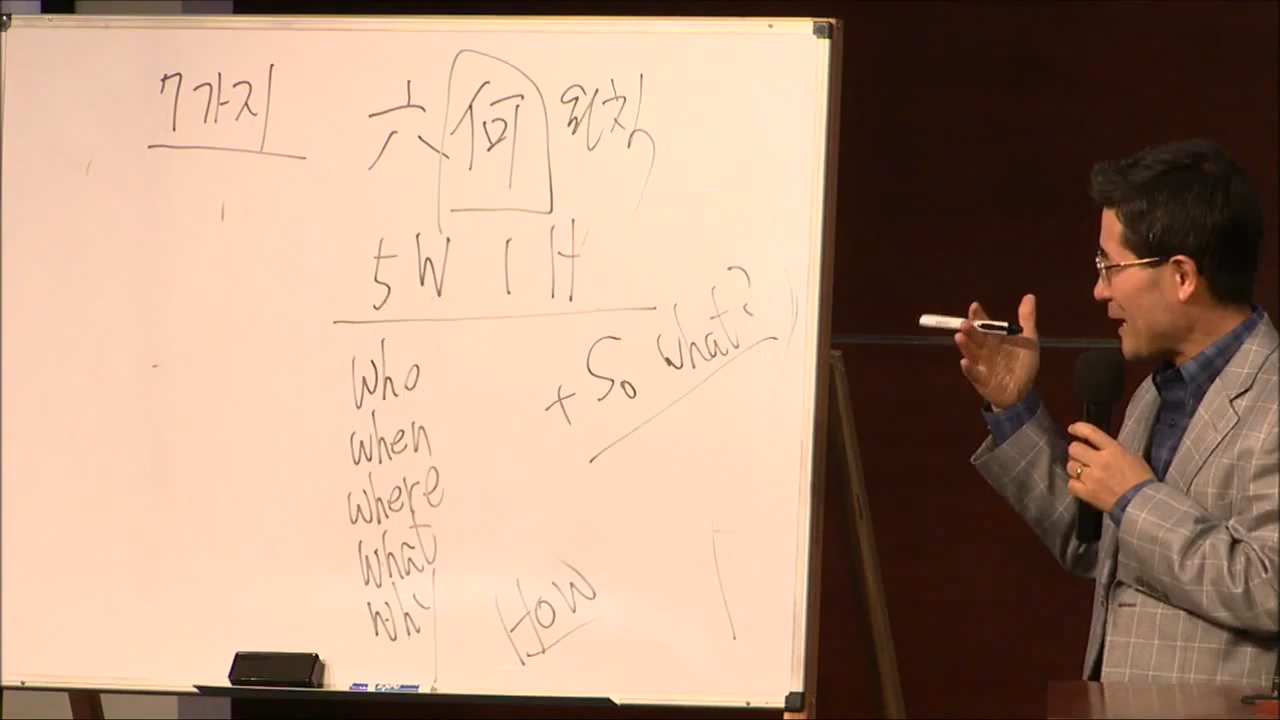 7가지
六何원칙
5W 1H
+ So what?
who
when
where
what
why
How